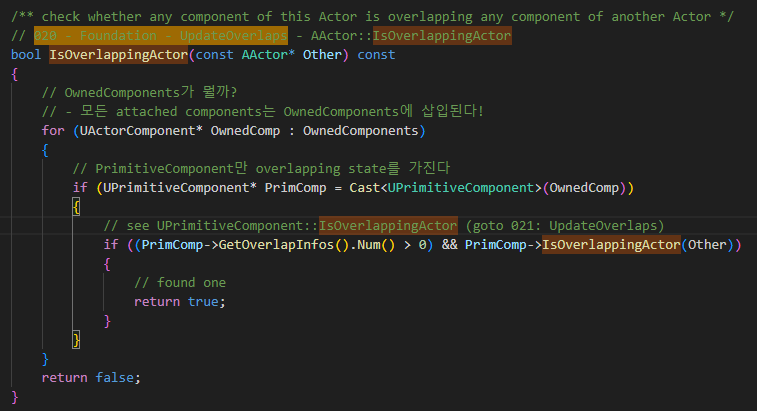 /** check whether any component of this Actor is overlapping any component of another Actor */
// 020 - Foundation - UpdateOverlaps - AActor::IsOverlappingActor
bool IsOverlappingActor(const AActor* Other) const
{
// OwnedComponents가 뭘까?
// - 모든 attached components는 OwnedComponents에 삽입된다!
for (UActorComponent* OwnedComp : OwnedComponents)
{
// PrimitiveComponent만 overlapping state를 가진다
if (UPrimitiveComponent* PrimComp = Cast<UPrimitiveComponent>(OwnedComp))
{
// see UPrimitiveComponent::IsOverlappingActor (goto 021: UpdateOverlaps)
if ((PrimComp->GetOverlapInfos().Num() > 0) && PrimComp->IsOverlappingActor(Other))
{
// found one
return true;
}
}
}
return false;
}